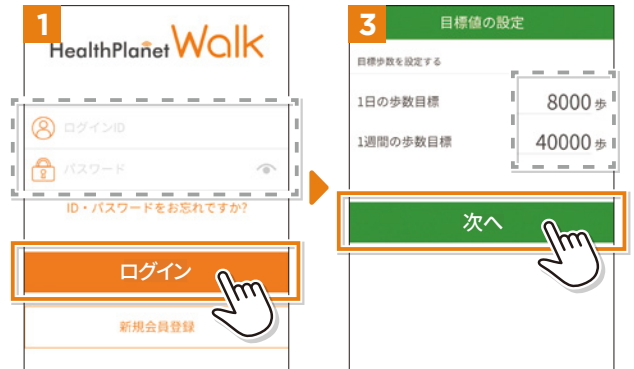 1
HealthPlanet Walk
ログインID
パスワード
ID・パスワードをお忘れですか?
ログイン
新規会員登録
3
目標値の設定
目標歩数を設定する
1日の歩数目標
8000 歩
1週間の歩数目標
40000 歩
次へ